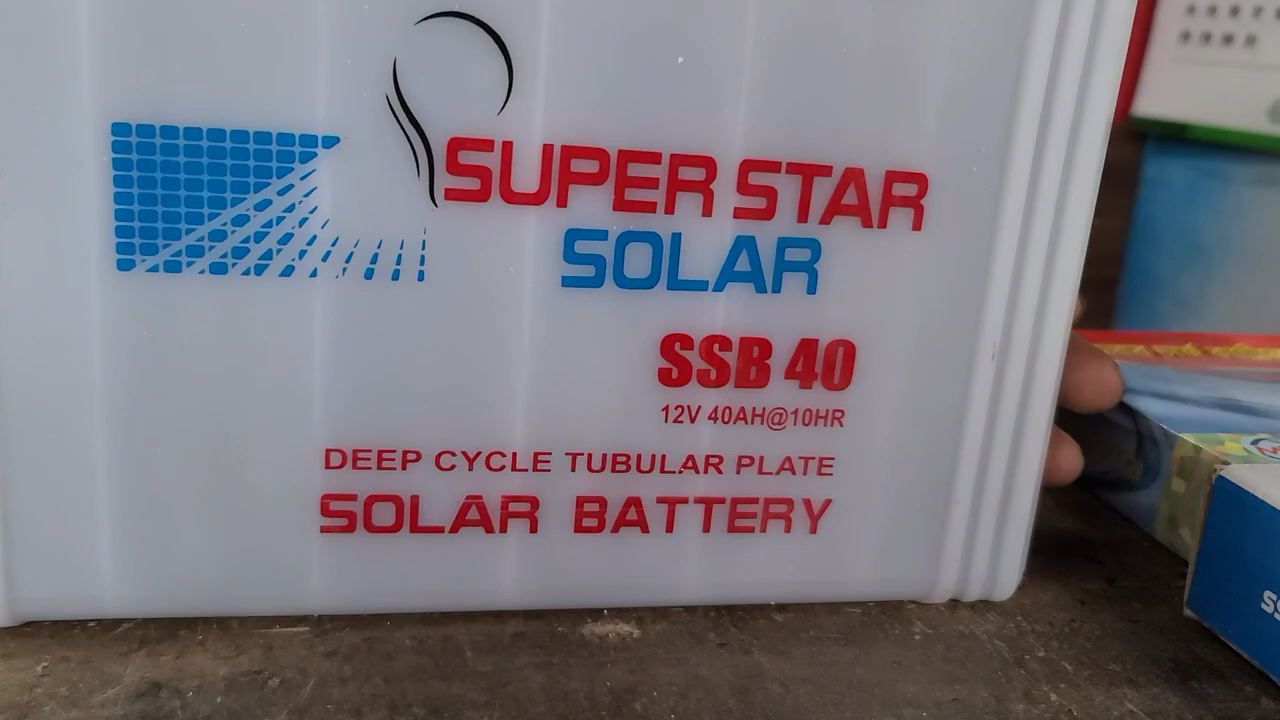 SUPER STAR
SOLAR
SSB 40
12V 40AH@10HR
DEEP CYCLE TUBULAR PLATE
SOLAR BATTERY